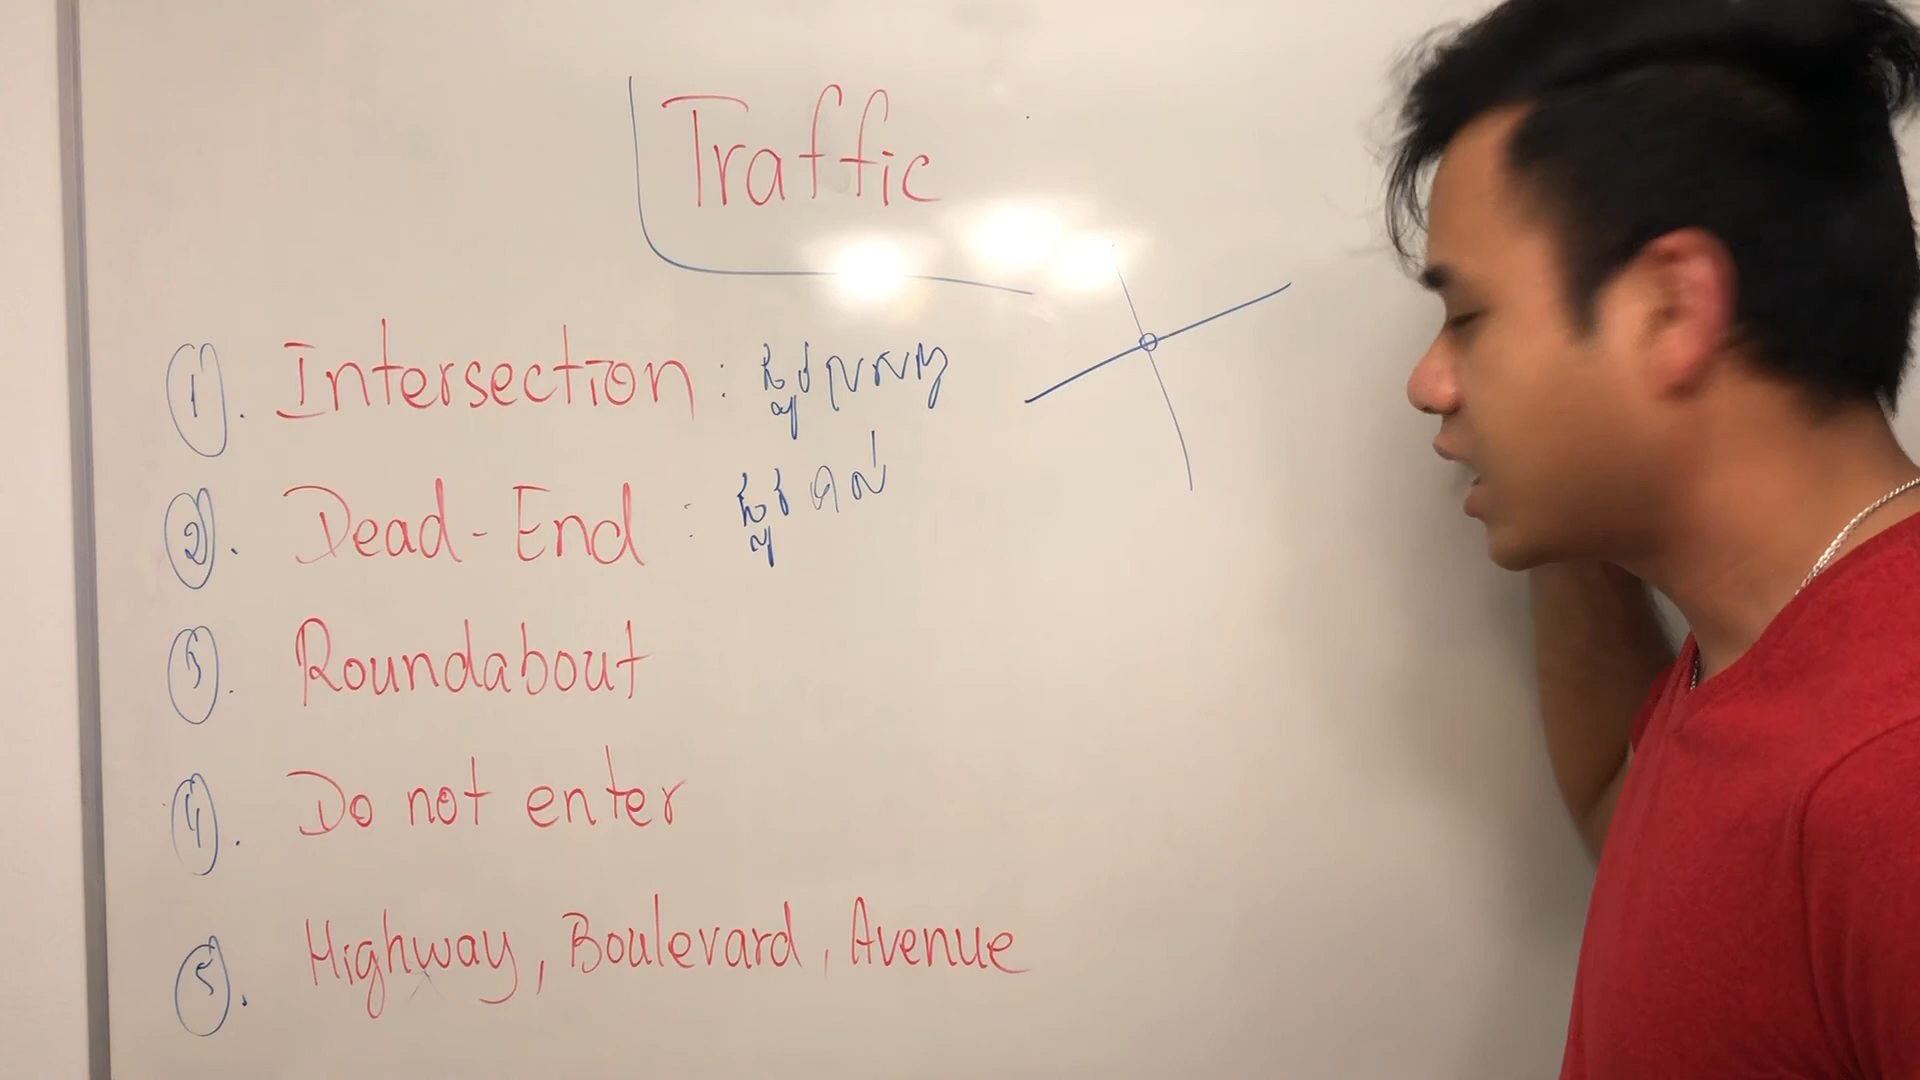 Traffic
1. Intersection :
2. Dead-End :
3. Roundabout
4. Do not enter
5. Highway, Boulevard, Avenue